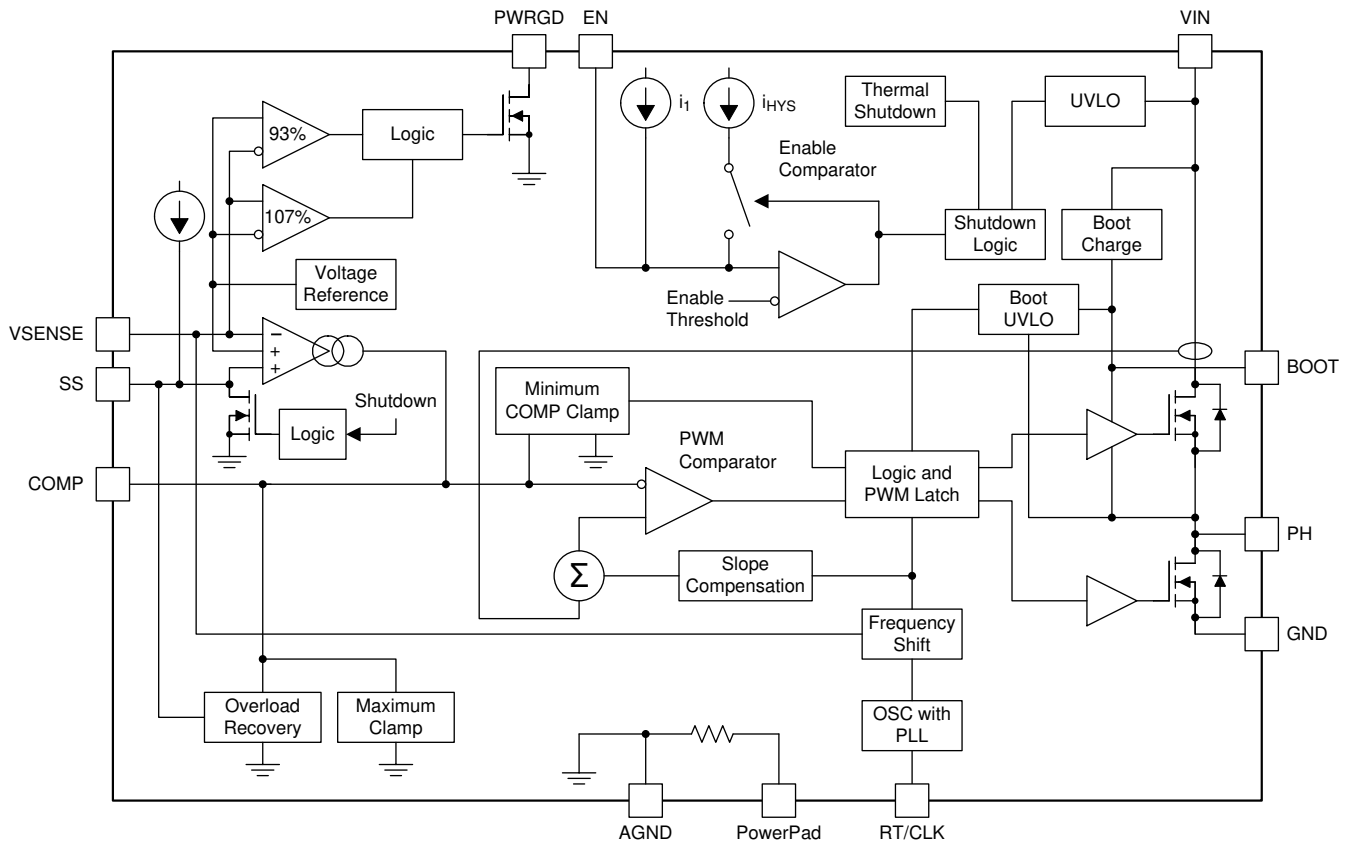 PWRGD
EN
VIN
93%
Logic
107%
i1
iHYS
Enable
Comparator
Thermal
Shutdown
UVLO
Shutdown
Logic
Boot
Charge
Voltage
Reference
Enable
Threshold
Boot
UVLO
VSENSE
−
+
+
SS
BOOT
Shutdown
Logic
Minimum
COMP Clamp
PWM
Comparator
COMP
Logic and
PWM Latch
PH
Σ
Slope
Compensation
Frequency
Shift
GND
Overload
Recovery
Maximum
Clamp
OSC with
PLL
AGND
PowerPad
RT/CLK